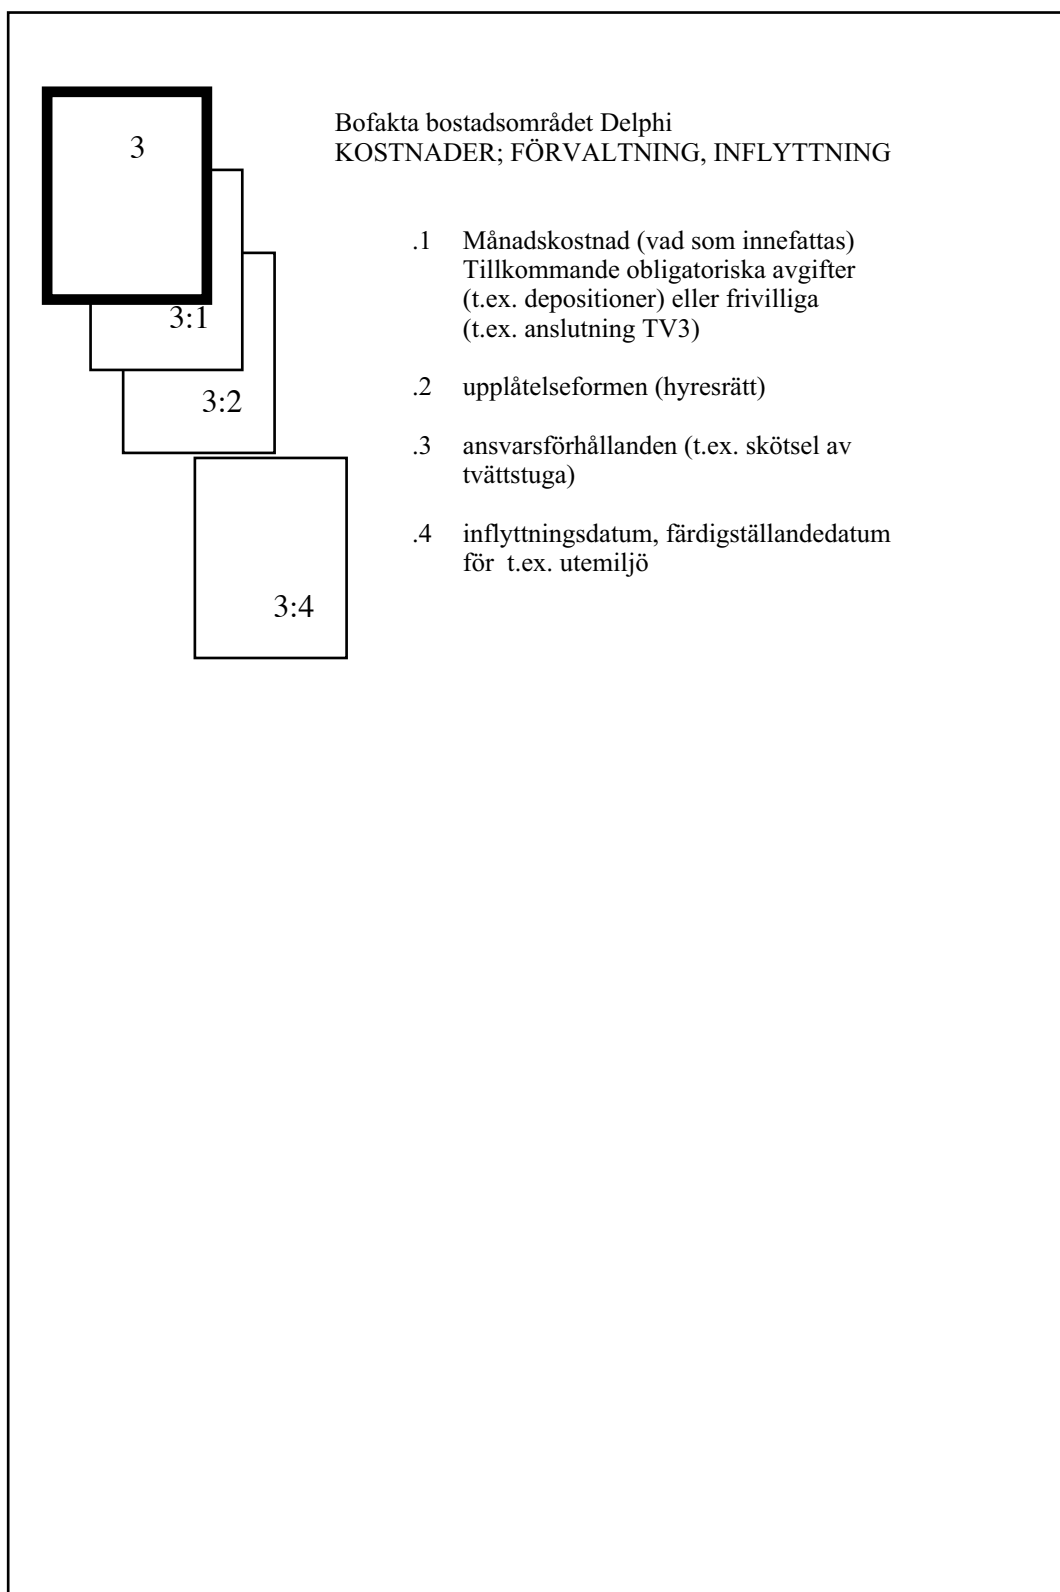 3
3:1
3:2
3:4
Bofakta bostadsområdet Delphi
KOSTNADER; FÖRVALTNING, INFLYTTNING
.1 Månadskostnad (vad som innefattas)
Tillkommande obligatoriska avgifter
(t.ex. depositioner) eller frivilliga
(t.ex. anslutning TV3)
.2 upplåtelseformen (hyresrätt)
.3 ansvarsförhållanden (t.ex. skötsel av
tvättstuga)
.4 inflyttningsdatum, färdigställandedatum
för t.ex. utemiljö